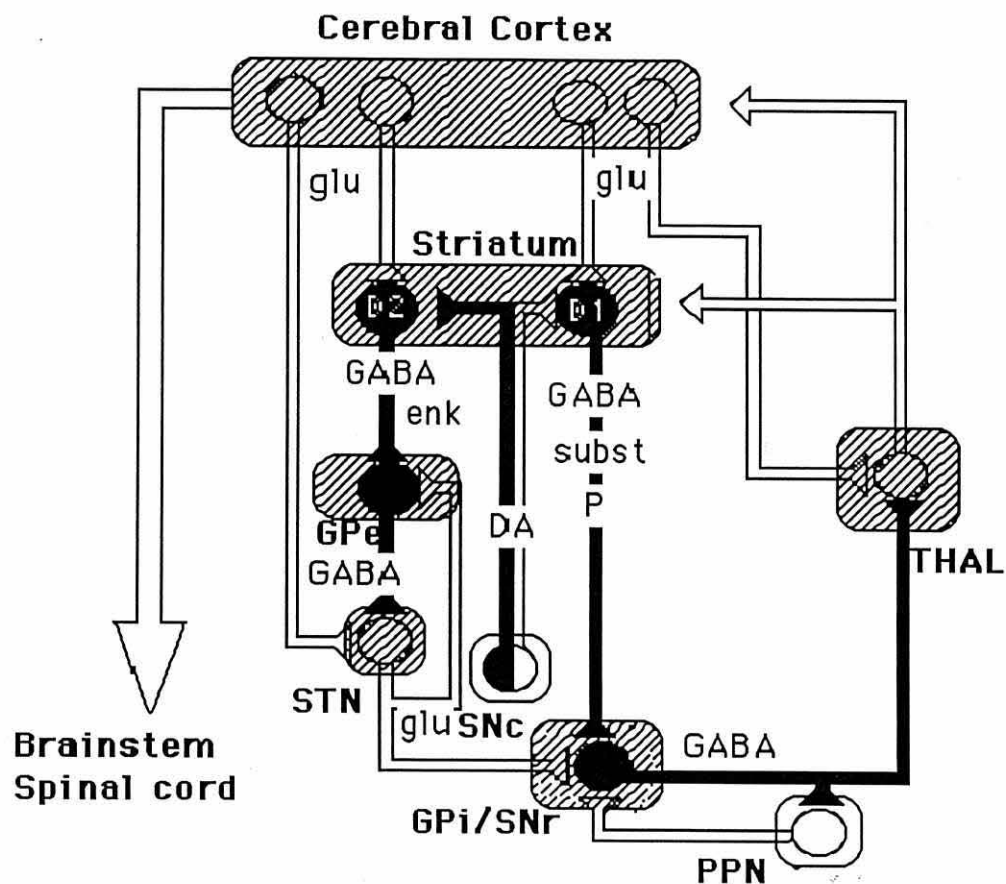 Cerebral Cortex
glu
glu
Striatum
D2
D1
GABA
enk
GABA
subst
P
GPe
DA
THAL
GABA
STN
glu
SNc
Brainstem
Spinal cord
GABA
GPi/SNr
PPN